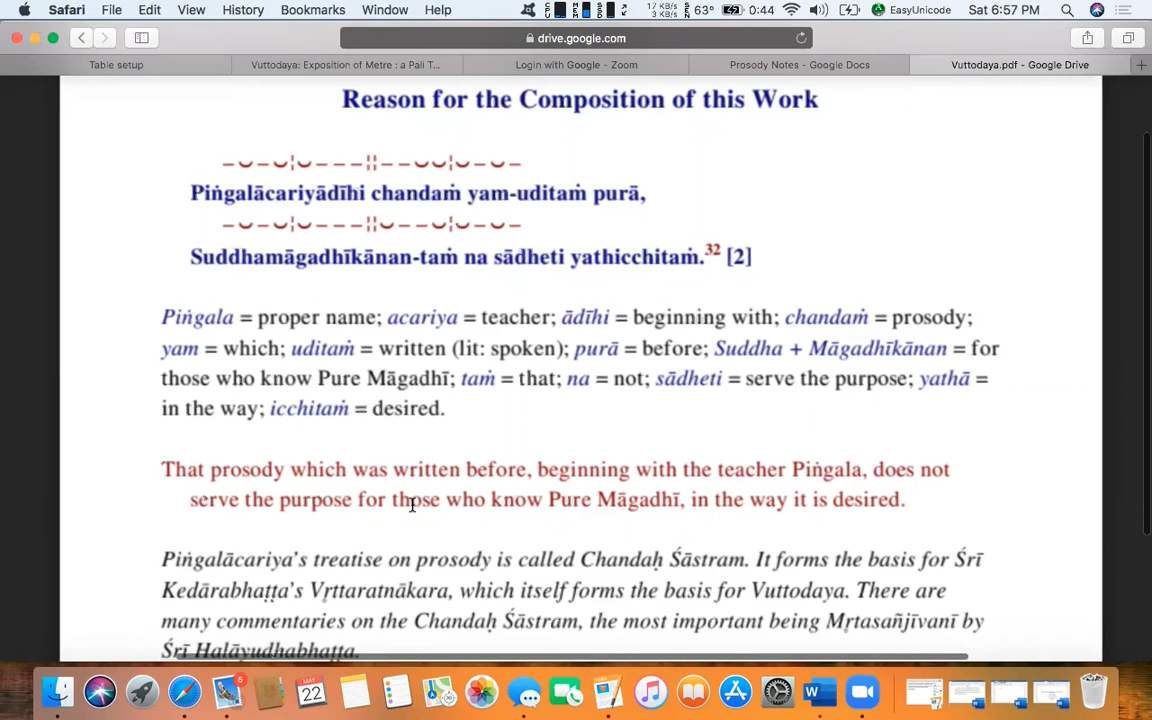 Safari File Edit View History Bookmarks Window Help 17 KB/s 3 KB/s 63° 0:44 EasyUnicode Sat 6:57 PM
drive.google.com
Table setup Vuttodaya: Exposition of Metre : a Pali T... Login with Google - Zoom Prosody Notes - Google Docs Vuttodaya.pdf - Google Drive
Reason for the Composition of this Work
−⏑−⏑¦⏑−−−¦¦−−⏑⏑¦⏑−⏑−
Piṅgalācariyādīhi chandaṁ yam-uditaṁ purā,
−⏑−⏑¦⏑−−−¦¦⏑−−⏑¦⏑−⏑−
Suddhamāgadhīkānan-taṁ na sādheti yathicchitaṁ.32 [2]
Piṅgala = proper name; acariya = teacher; ādīhi = beginning with; chandaṁ = prosody;
yam = which; uditaṁ = written (lit: spoken); purā = before; Suddha + Māgadhīkānan = for
those who know Pure Māgadhī; taṁ = that; na = not; sādheti = serve the purpose; yathā =
in the way; icchitaṁ = desired.
That prosody which was written before, beginning with the teacher Piṅgala, does not
serve the purpose for those who know Pure Māgadhī, in the way it is desired.
Piṅgalācariya's treatise on prosody is called Chandaḥ Śāstram. It forms the basis for Śrī
Kedārabhaṭṭa's Vṛttaratnākara, which itself forms the basis for Vuttodaya. There are
many commentaries on the Chandaḥ Śāstram, the most important being Mṛtasañjīvanī by
Śrī Halāyudhabhaṭṭa.
5
MAY
22